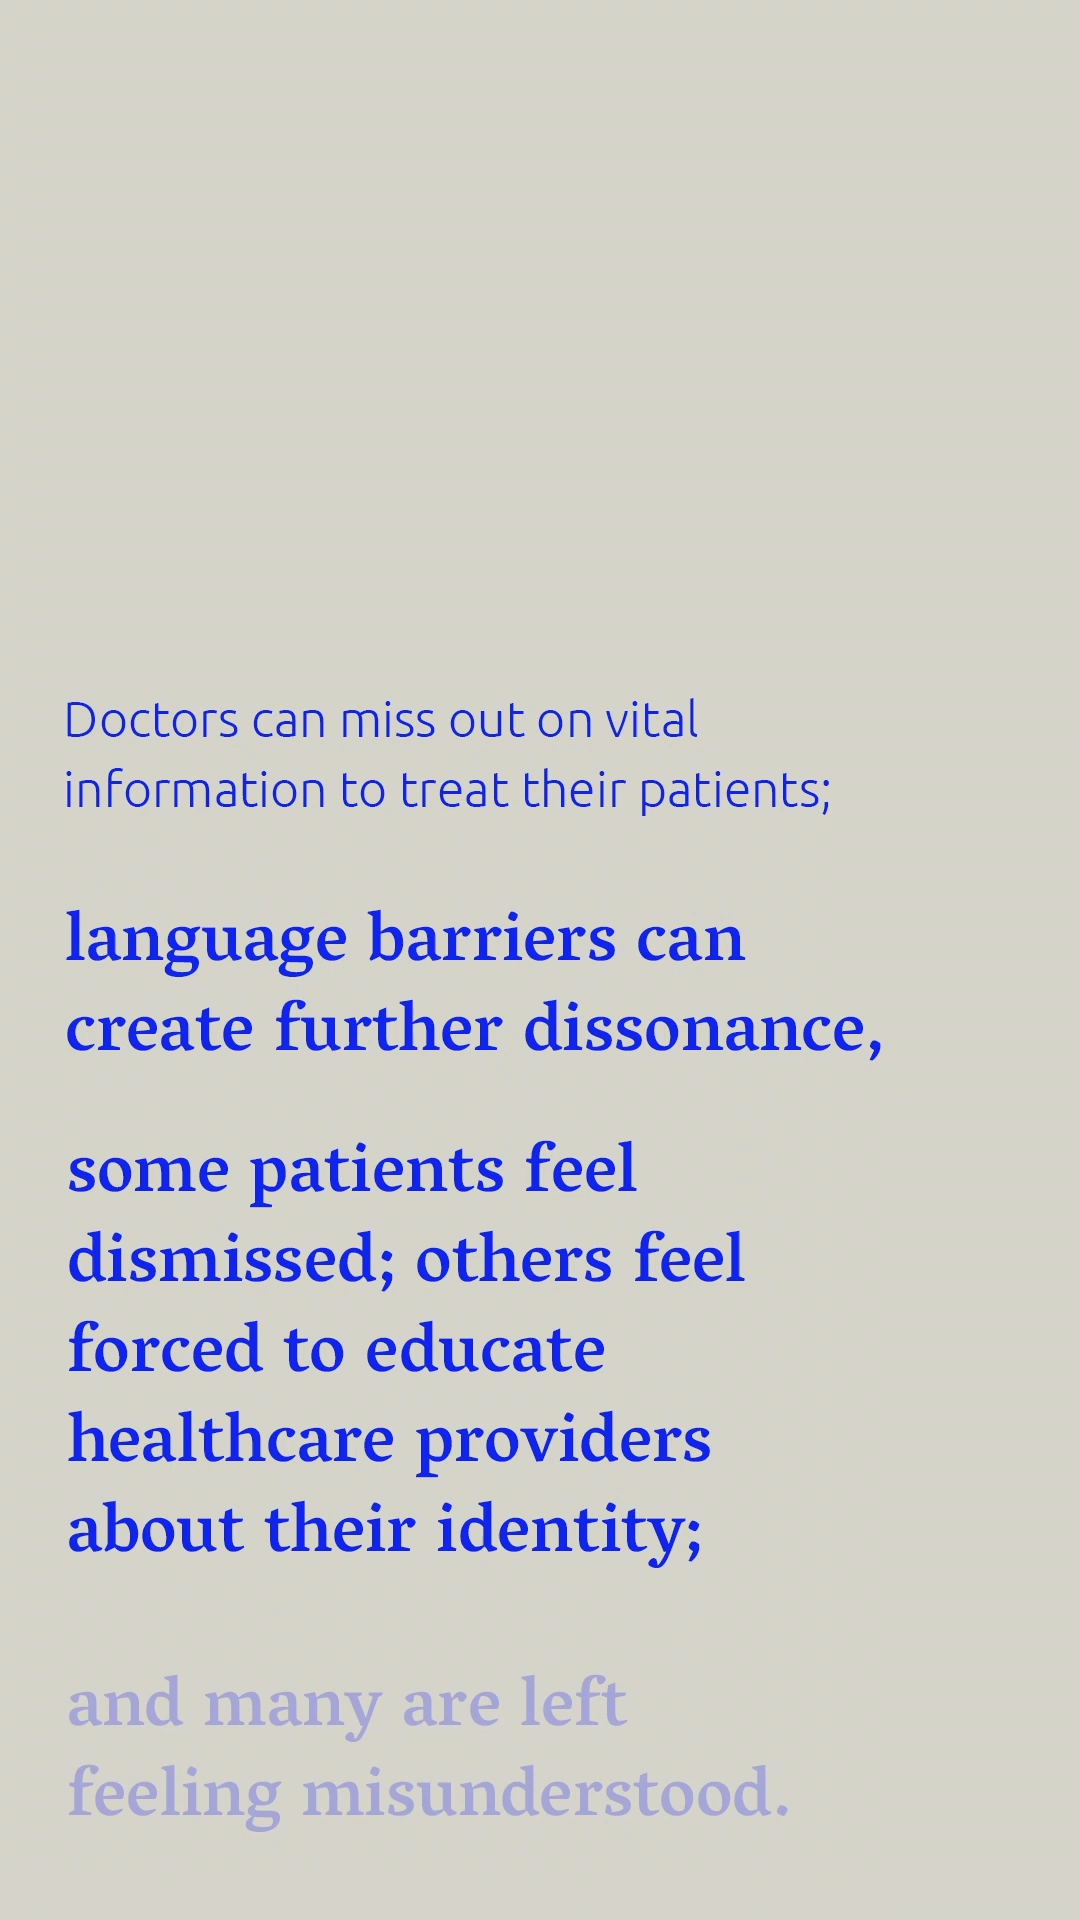 Doctors can miss out on vital
information to treat their patients;
language barriers can
create further dissonance,
some patients feel
dismissed; others feel
forced to educate
healthcare providers
about their identity;
and many are left
feeling misunderstood.